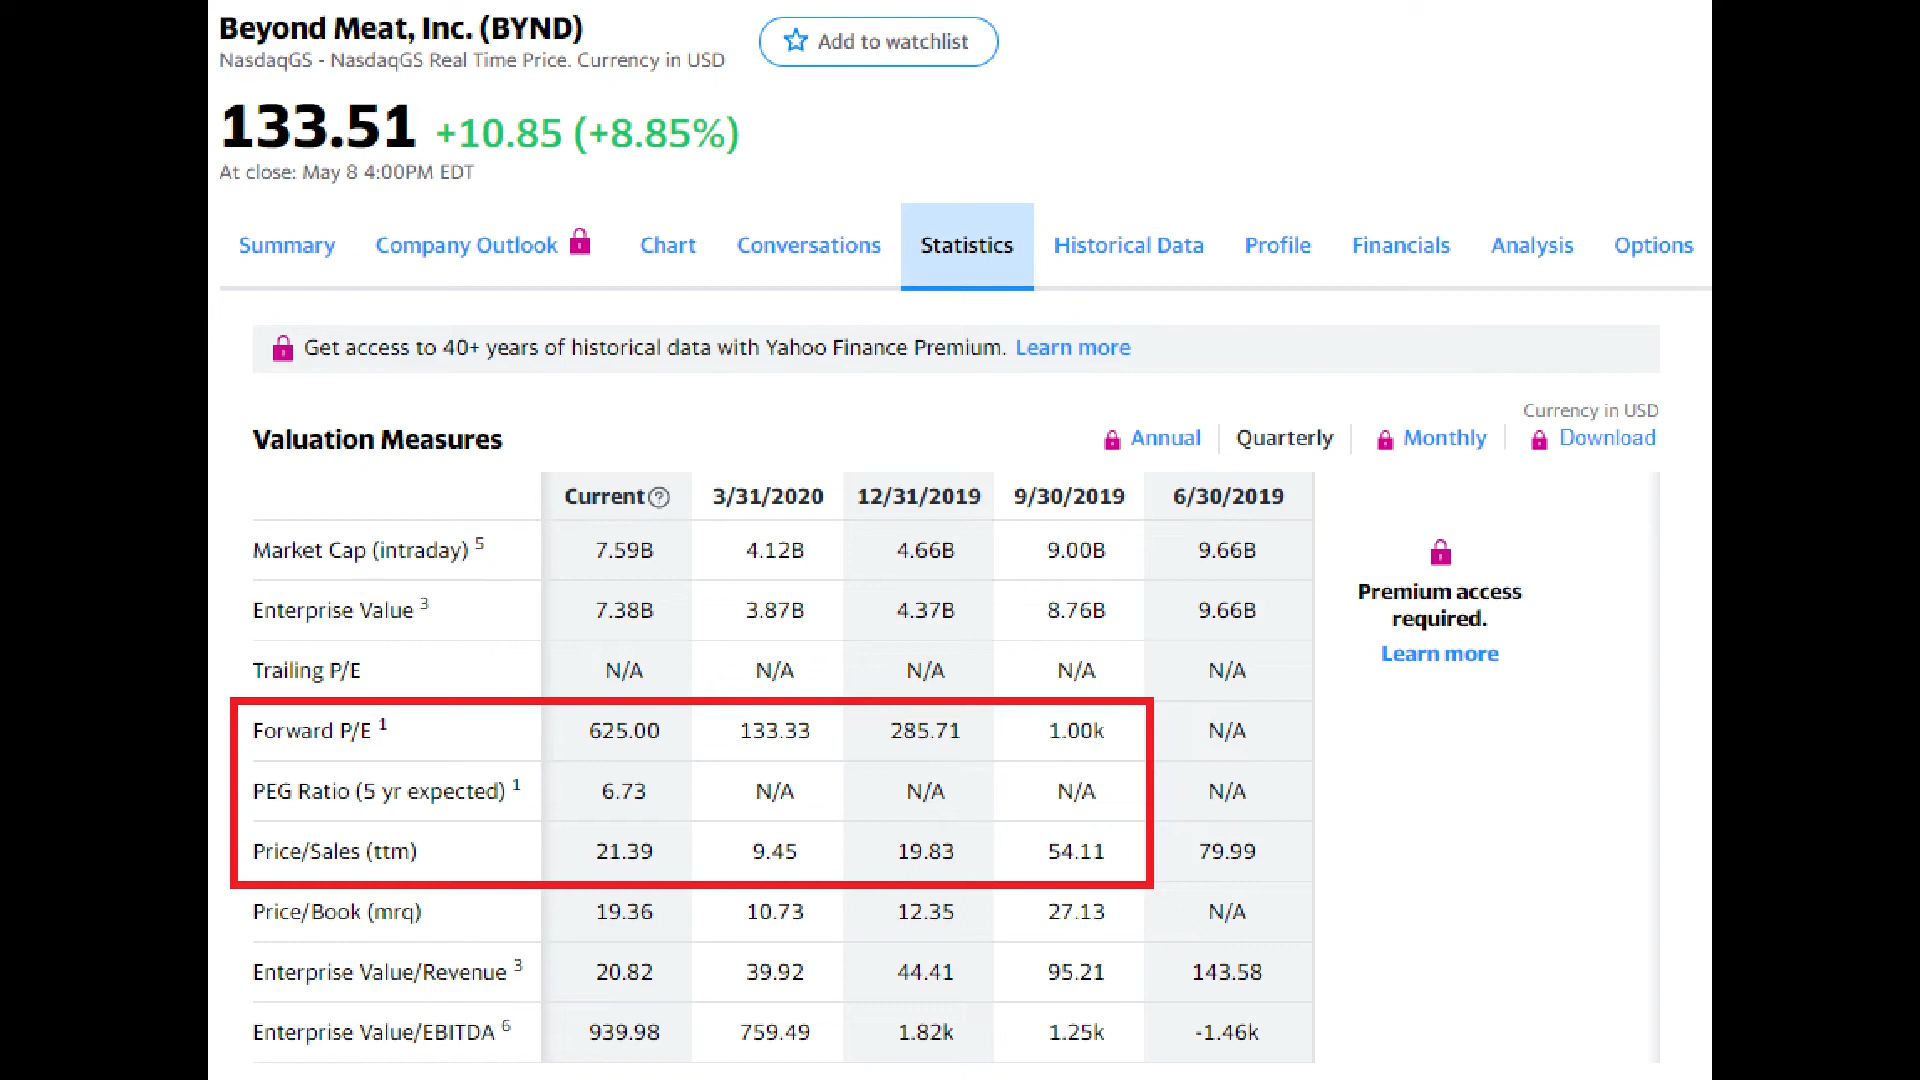 Beyond Meat, Inc. (BYND)
Add to watchlist
NasdaqGS - NasdaqGS Real Time Price. Currency in USD
133.51 +10.85 (+8.85%)
At close: May 8 4:00PM EDT
Summary Company Outlook Chart Conversations Statistics Historical Data Profile Financials Analysis Options
Get access to 40+ years of historical data with Yahoo Finance Premium. Learn more
Currency in USD
Valuation Measures Annual Quarterly Monthly Download
Current ? 3/31/2020 12/31/2019 9/30/2019 6/30/2019
Market Cap (intraday) 5 7.59B 4.12B 4.66B 9.00B 9.66B
Enterprise Value 3 7.38B 3.87B 4.37B 8.76B 9.66B
Trailing P/E N/A N/A N/A N/A N/A
Forward P/E 1 625.00 133.33 285.71 1.00k N/A
PEG Ratio (5 yr expected) 1 6.73 N/A N/A N/A N/A
Price/Sales (ttm) 21.39 9.45 19.83 54.11 79.99
Price/Book (mrq) 19.36 10.73 12.35 27.13 N/A
Enterprise Value/Revenue 3 20.82 39.92 44.41 95.21 143.58
Enterprise Value/EBITDA 6 939.98 759.49 1.82k 1.25k -1.46k
Premium access
required.
Learn more